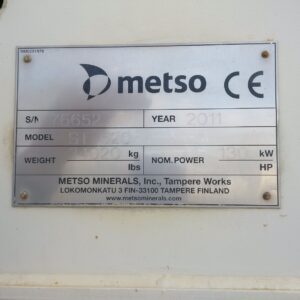 metso CE
S/N 76652 YEAR 2011
MODEL
WEIGHT kg NOM. POWER kW
lbs HP
METSO MINERALS, Inc., Tampere Works
LOKOMONKATU 3 FIN-33100 TAMPERE FINLAND
www.metsominerals.com